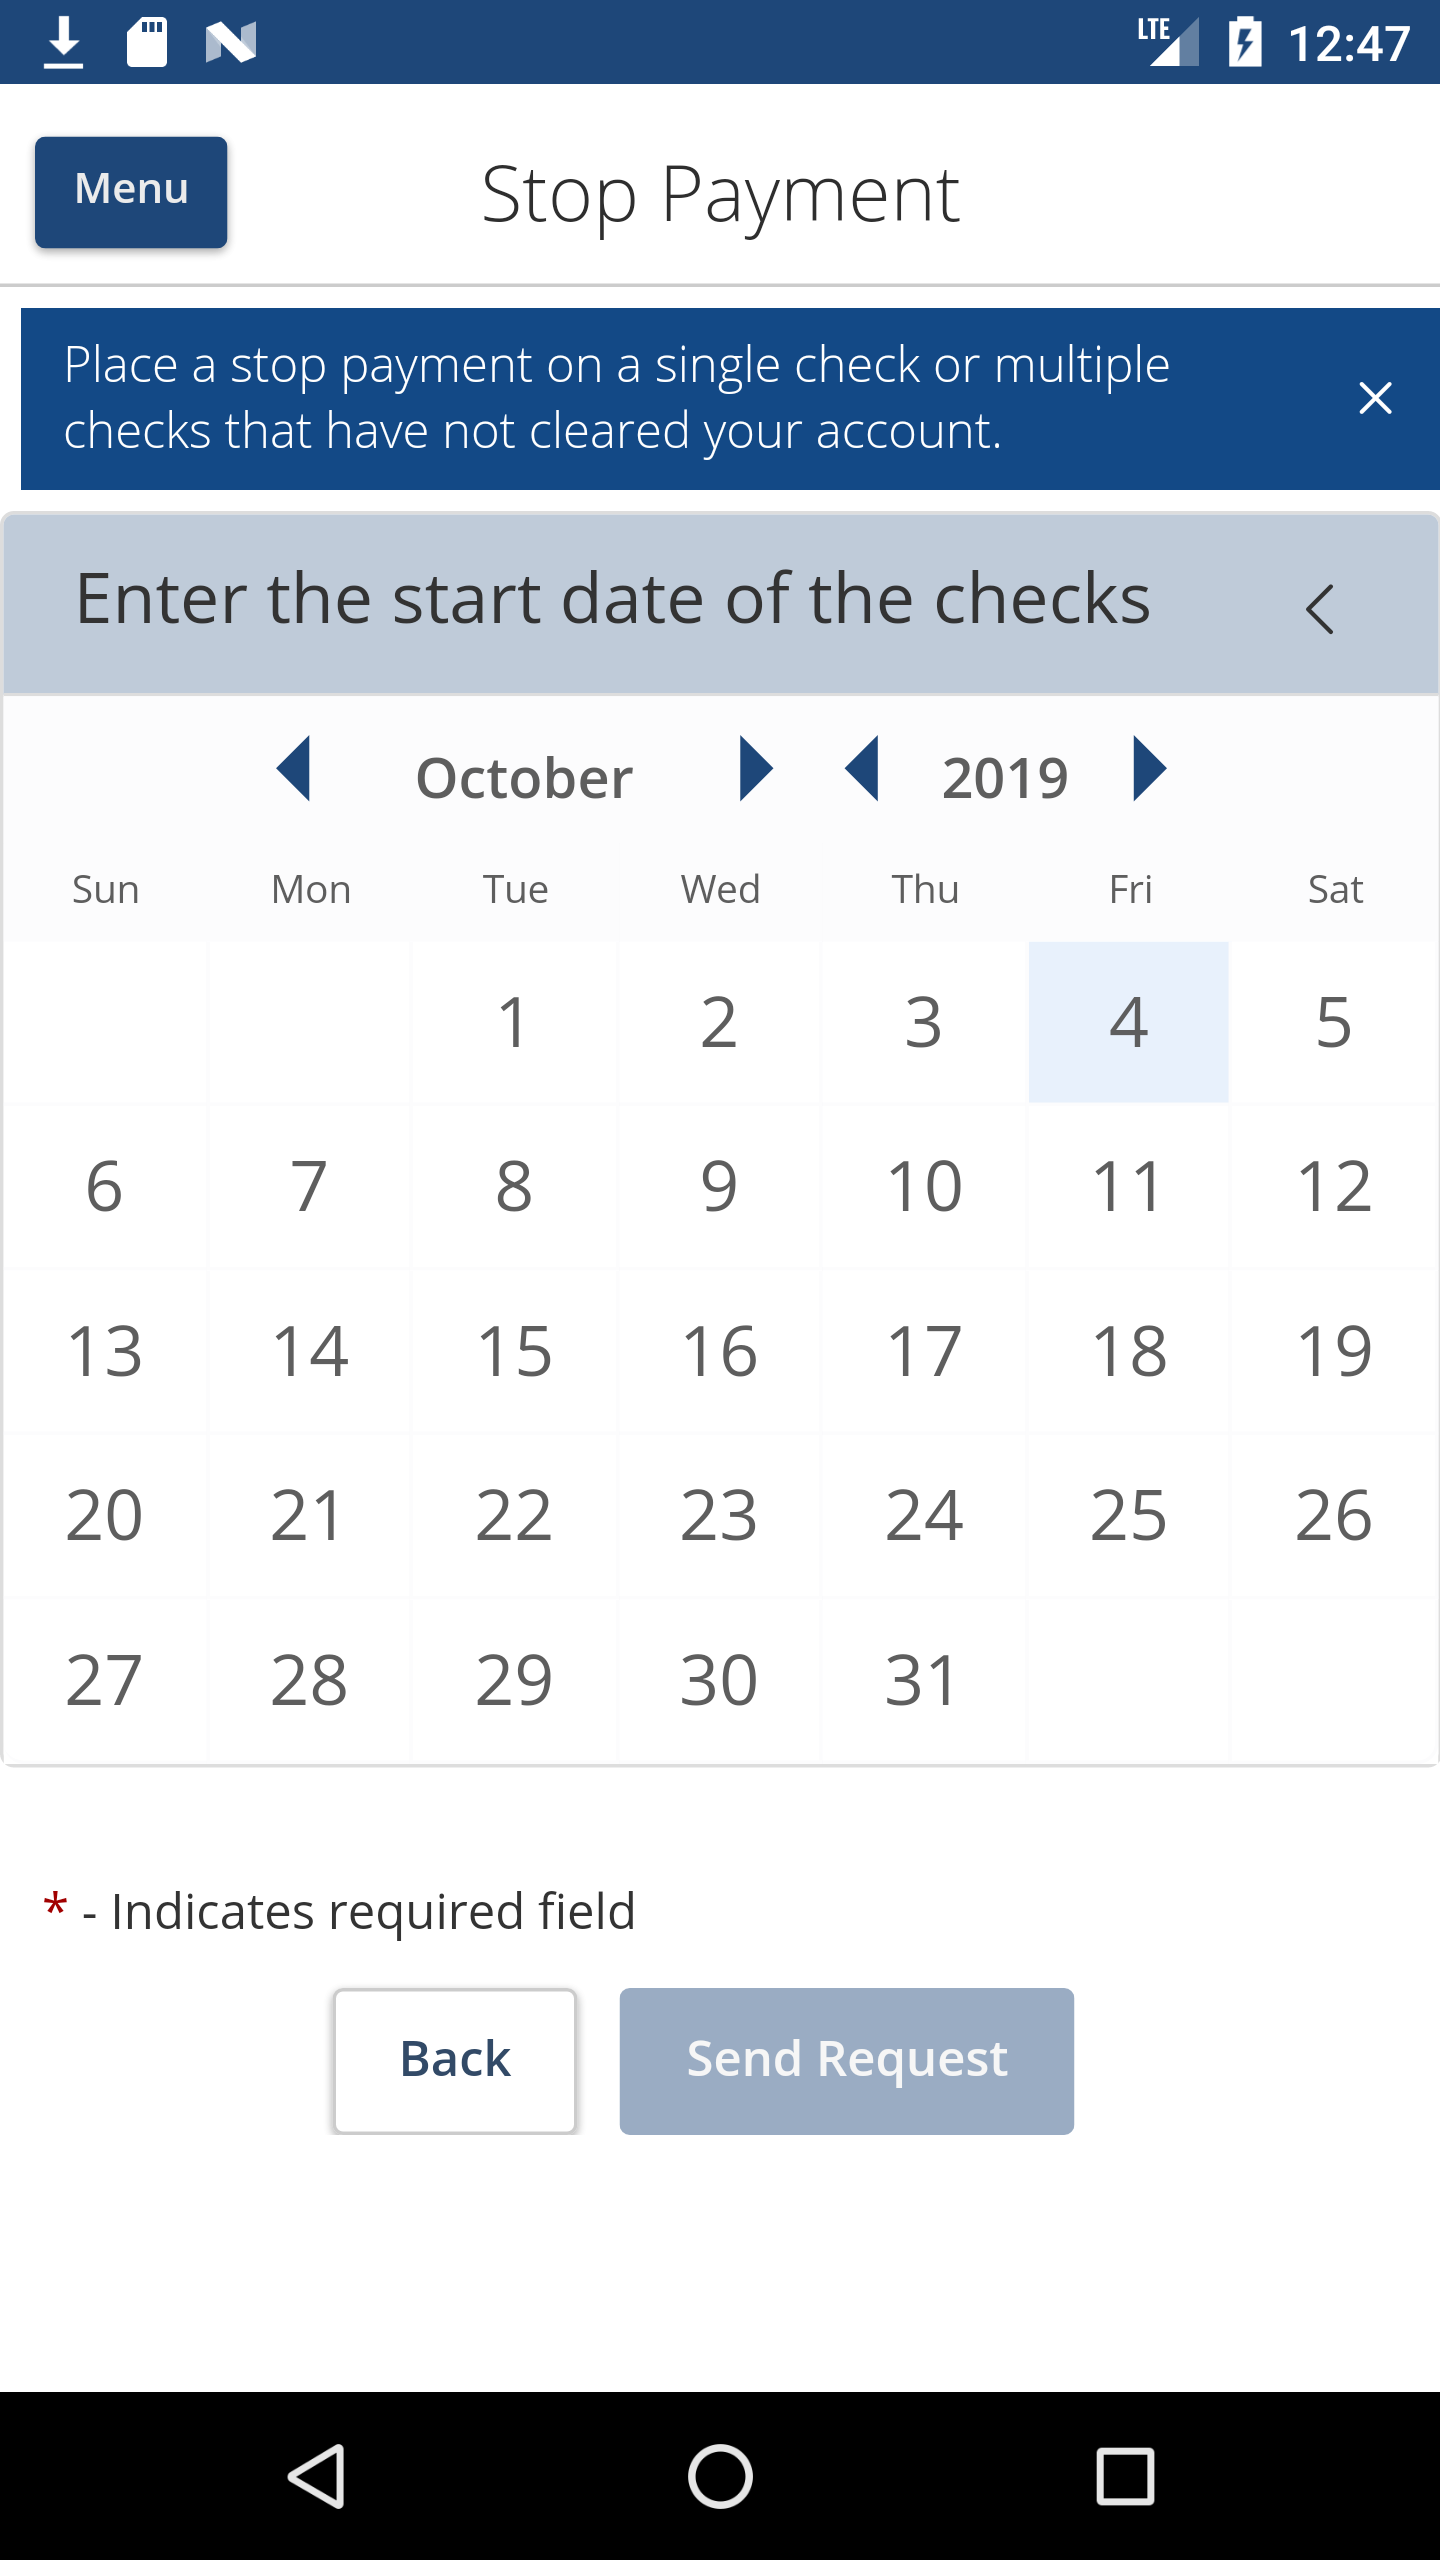 LTE 12:47
Menu Stop Payment
Place a stop payment on a single check or multiple
checks that have not cleared your account.
Enter the start date of the checks
October 2019
Sun Mon Tue Wed Thu Fri Sat
1 2 3 4 5
6 7 8 9 10 11 12
13 14 15 16 17 18 19
20 21 22 23 24 25 26
27 28 29 30 31
* - Indicates required field
Back Send Request